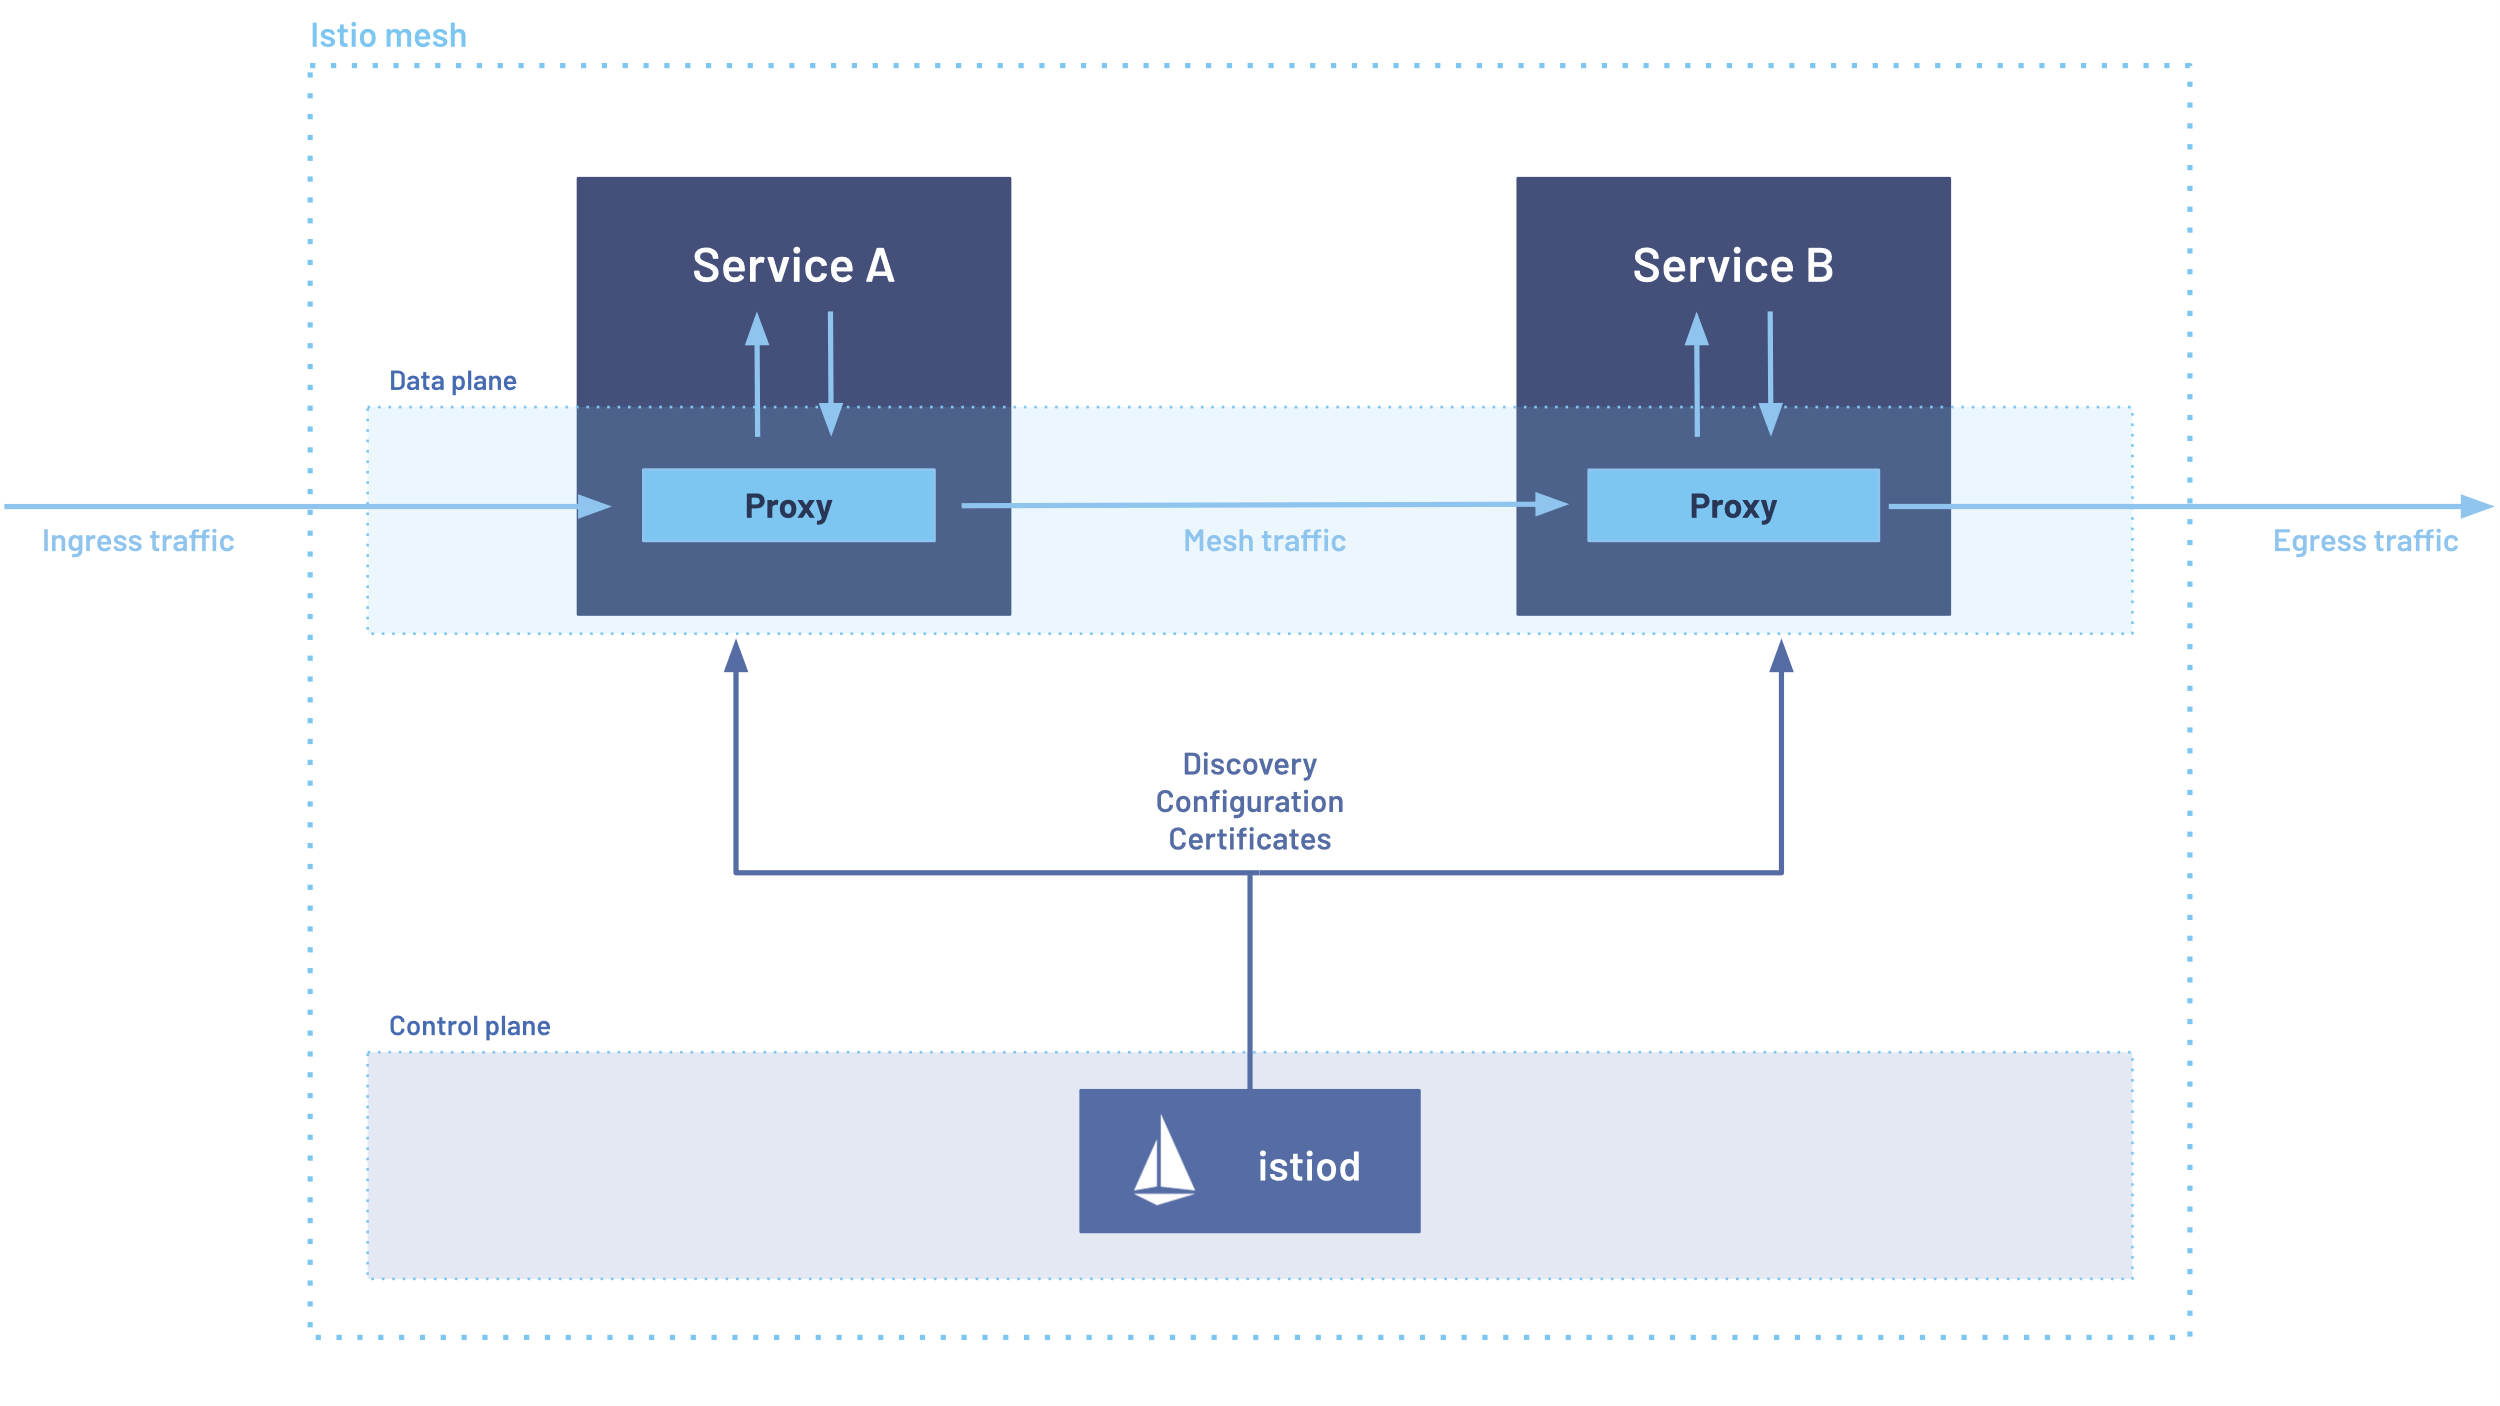 Istio mesh
Service A
Service B
Data plane
Proxy
Proxy
Ingress traffic
Mesh traffic
Egress traffic
Discovery
Configuration
Certificates
Control plane
istiod